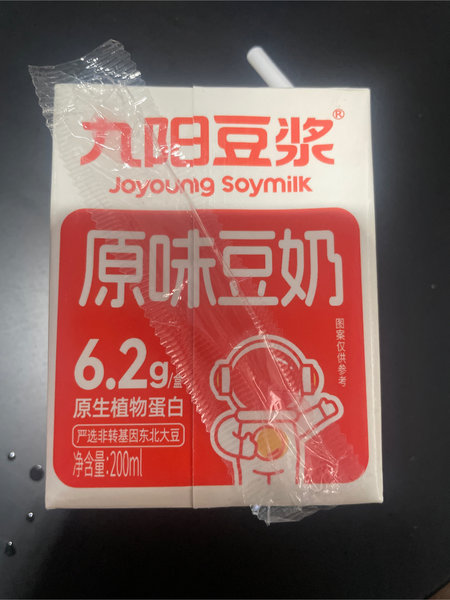 九阳豆浆®
Joyoung Soymilk
原味豆奶
图案仅供参考
6.2g/盒
原生植物蛋白
严选非转基因东北大豆
净含量:200ml